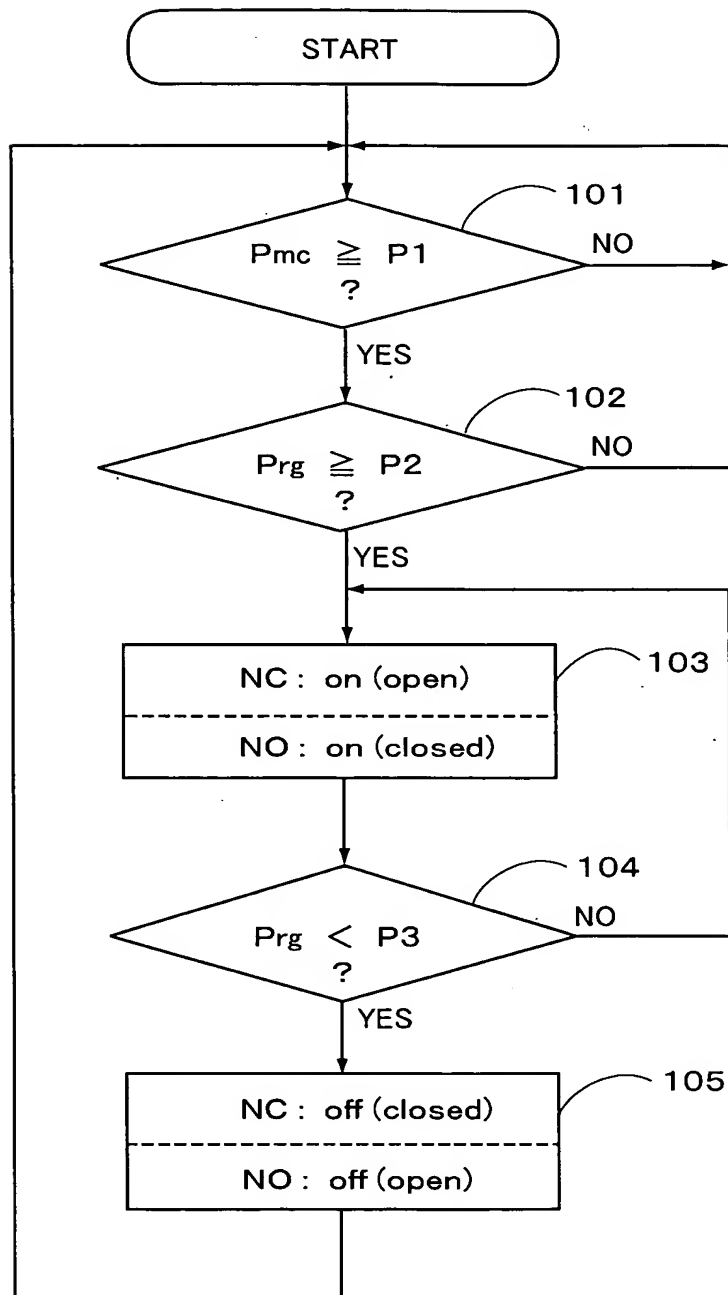 START
101
Pmc ≧ P1
?
NO
YES
102
Prg ≧ P2
?
NO
YES
103
NC : on (open)
NO : on (closed)
104
Prg < P3
?
NO
YES
105
NC : off (closed)
NO : off (open)